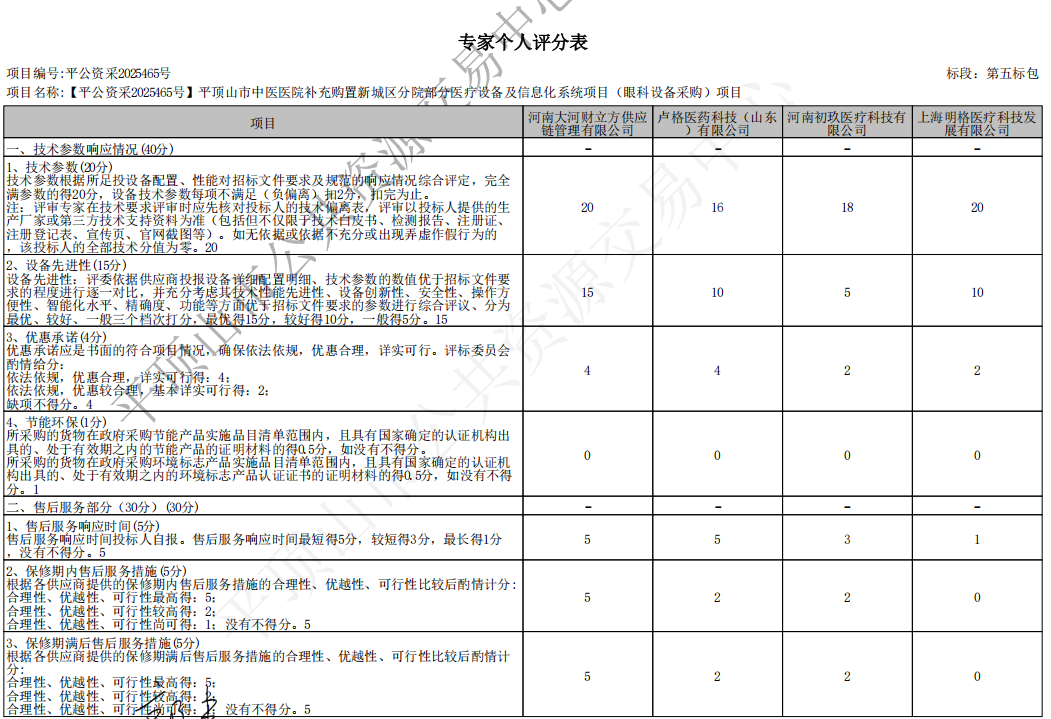 专家个人评分表
项目编号:平公资采2025465号
标段：第五标包
项目名称:【平公资采2025465号】平顶山市中医医院补充购置新城区分院部分医疗设备及信息化系统项目（眼科设备采购）项目
项目
河南大河财立方供应
链管理有限公司
卢格医药科技（山东
）有限公司
河南初玖医疗科技有
限公司
上海明格医疗科技发
展有限公司
一、技术参数响应情况(40分)
－ － － －
1、技术参数(20分)
技术参数根据所足投设备配置、性能对招标文件要求及规范的响应情况综合评定，完全
满参数的得20分，设备技术参数每项不满足（负偏离）扣2分，扣完为止。
注：评审专家在技术要求评审时应先核对投标人的技术偏离表，评审以投标人提供的生
产厂家或第三方技术支持资料为准（包括但不仅限于技术白皮书、检测报告、注册证、
注册登记表、宣传页、官网截图等）。如无依据或依据不充分或出现弄虚作假行为的
，该投标人的全部技术分值为零。20
20 16 18 20
2、设备先进性(15分)
设备先进性：评委依据供应商投报设备详细配置明细、技术参数的数值优于招标文件要
求的程度进行逐一对比，并充分考虑其技术性能先进性、设备创新性、安全性、操作方
便性、智能化水平、精确度、功能等方面优于招标文件要求的参数进行综合评议、分为
最优、较好、一般三个档次打分，最优得15分，较好得10分，一般得5分。15
15 10 5 10
3、优惠承诺(4分)
优惠承诺应是书面的符合项目情况，确保依法合规，优惠合理，详实可行。评标委员会
酌情给分：
依法依规，优惠合理，详实可行得：4；
依法依规，优惠较合理，基本详实可行得：2；
缺项不得分。4
4 4 2 2
4、节能环保(1分)
所采购的货物在政府采购节能产品实施品目清单范围内，且具有国家确定的认证机构出
具的、处于有效期之内的节能产品的证明材料的得0.5分，如没有不得分。
所采购的货物在政府采购环境标志产品实施品目清单范围内，且具有国家确定的认证机
构出具的、处于有效期之内的环境标志产品认证证书的证明材料的得0.5分，如没有不得
分。1
0 0 0 0
二、售后服务部分（30分）(30分)
－ － － －
1、售后服务响应时间(5分)
售后服务响应时间投标人自报。售后服务响应时间最短得5分，较短得3分，最长得1分
，没有不得分。5
5 5 3 1
2、保修期内售后服务措施(5分)
根据各供应商提供的保修期内售后服务措施的合理性、优越性、可行性比较后酌情计分:
合理性、优越性、可行性最高得：5；
合理性、优越性、可行性较高得：2；
合理性、优越性、可行性尚可得：1；没有不得分。5
5 2 2 0
3、保修期满后售后服务措施(5分)
根据各供应商提供的保修期满后售后服务措施的合理性、优越性、可行性比较后酌情计
分:
合理性、优越性、可行性最高得：5；
合理性、优越性、可行性较高得：2；
合理性、优越性、可行性尚可得：1；没有不得分。5
5 2 2 0
平顶山市公共资源交易中心
平顶山市公共资源交易中心